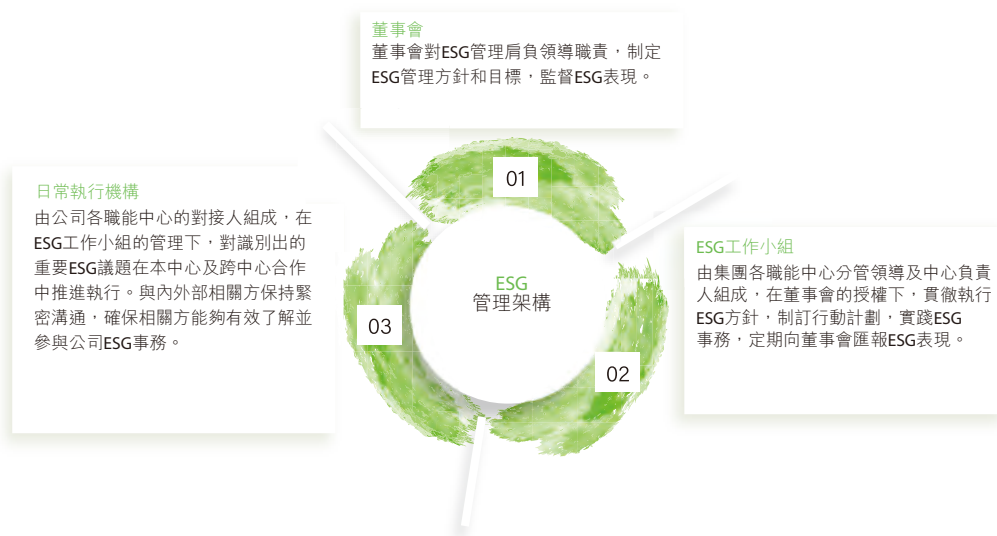 董事會
董事會對ESG管理肩負領導職責，制定
ESG管理方針和目標，監督ESG表現。
01
日常執行機構
由公司各職能中心的對接人組成，在
ESG工作小組的管理下，對識別出的
重要ESG議題在本中心及跨中心合作
中推進執行。與內外部相關方保持緊
密溝通，確保相關方能夠有效了解並
參與公司ESG事務。
ESG
管理架構
ESG工作小組
由集團各職能中心分管領導及中心負責
人組成，在董事會的授權下，貫徹執行
ESG方針，制訂行動計劃，實踐ESG
事務，定期向董事會匯報ESG表現。
03
02